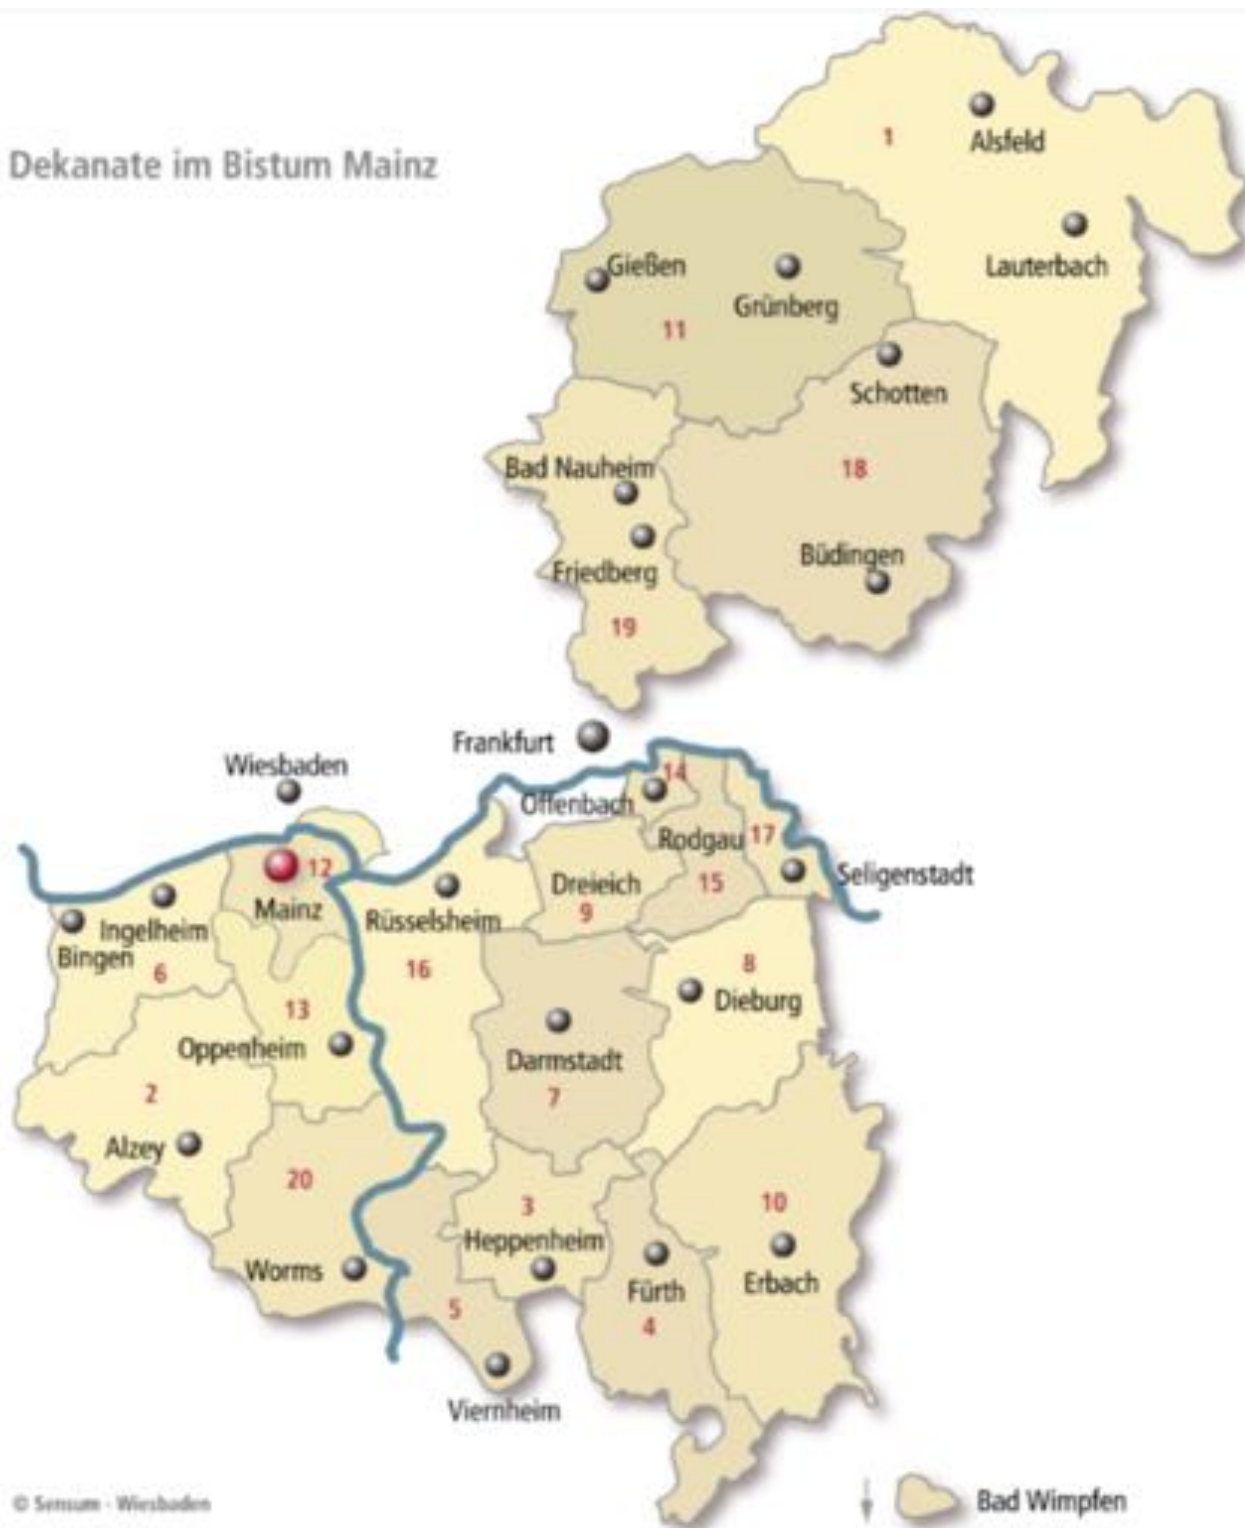 Dekanate im Bistum Mainz
1
Alsfeld
Lauterbach
Gießen
Grünberg
11
Schotten
Bad Nauheim
18
Büdingen
Friedberg
19
Frankfurt
Wiesbaden
14
Offenbach
Rodgau
17
12
Dreieich
15
Seligenstadt
Mainz
9
Rüsselsheim
Ingelheim
Bingen
6
16
8
Dieburg
13
Oppenheim
Darmstadt
7
2
Alzey
20
3
10
Heppenheim
Worms
Fürth
Erbach
5
4
Viernheim
© Sensum - Wiesbaden
Bad Wimpfen